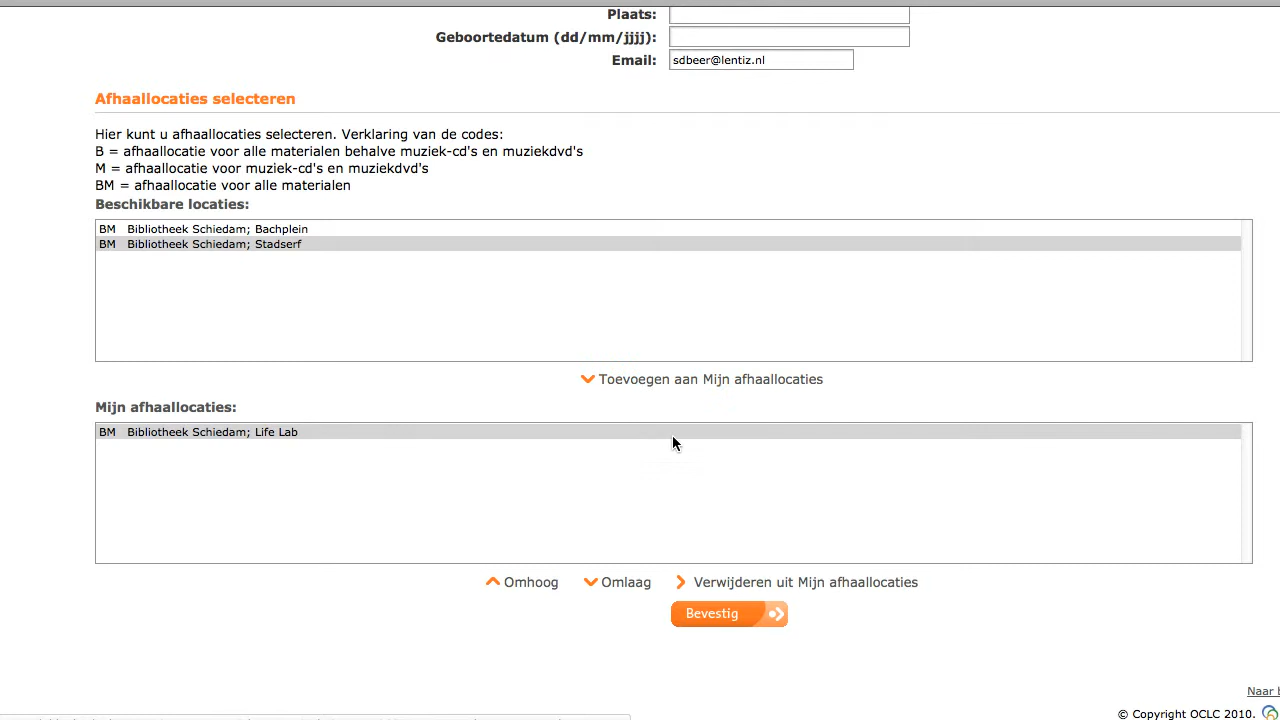 Plaats:
Geboortedatum (dd/mm/jjjj):
Email: sdbeer@lentiz.nl
Afhaallocaties selecteren
Hier kunt u afhaallocaties selecteren. Verklaring van de codes:
B = afhaallocatie voor alle materialen behalve muziek-cd's en muziekdvd's
M = afhaallocatie voor muziek-cd's en muziekdvd's
BM = afhaallocatie voor alle materialen
Beschikbare locaties:
BM Bibliotheek Schiedam; Bachplein
BM Bibliotheek Schiedam; Stadserf
Toevoegen aan Mijn afhaallocaties
Mijn afhaallocaties:
BM Bibliotheek Schiedam; Life Lab
Omhoog Omlaag Verwijderen uit Mijn afhaallocaties
Bevestig
Naar
© Copyright OCLC 2010.